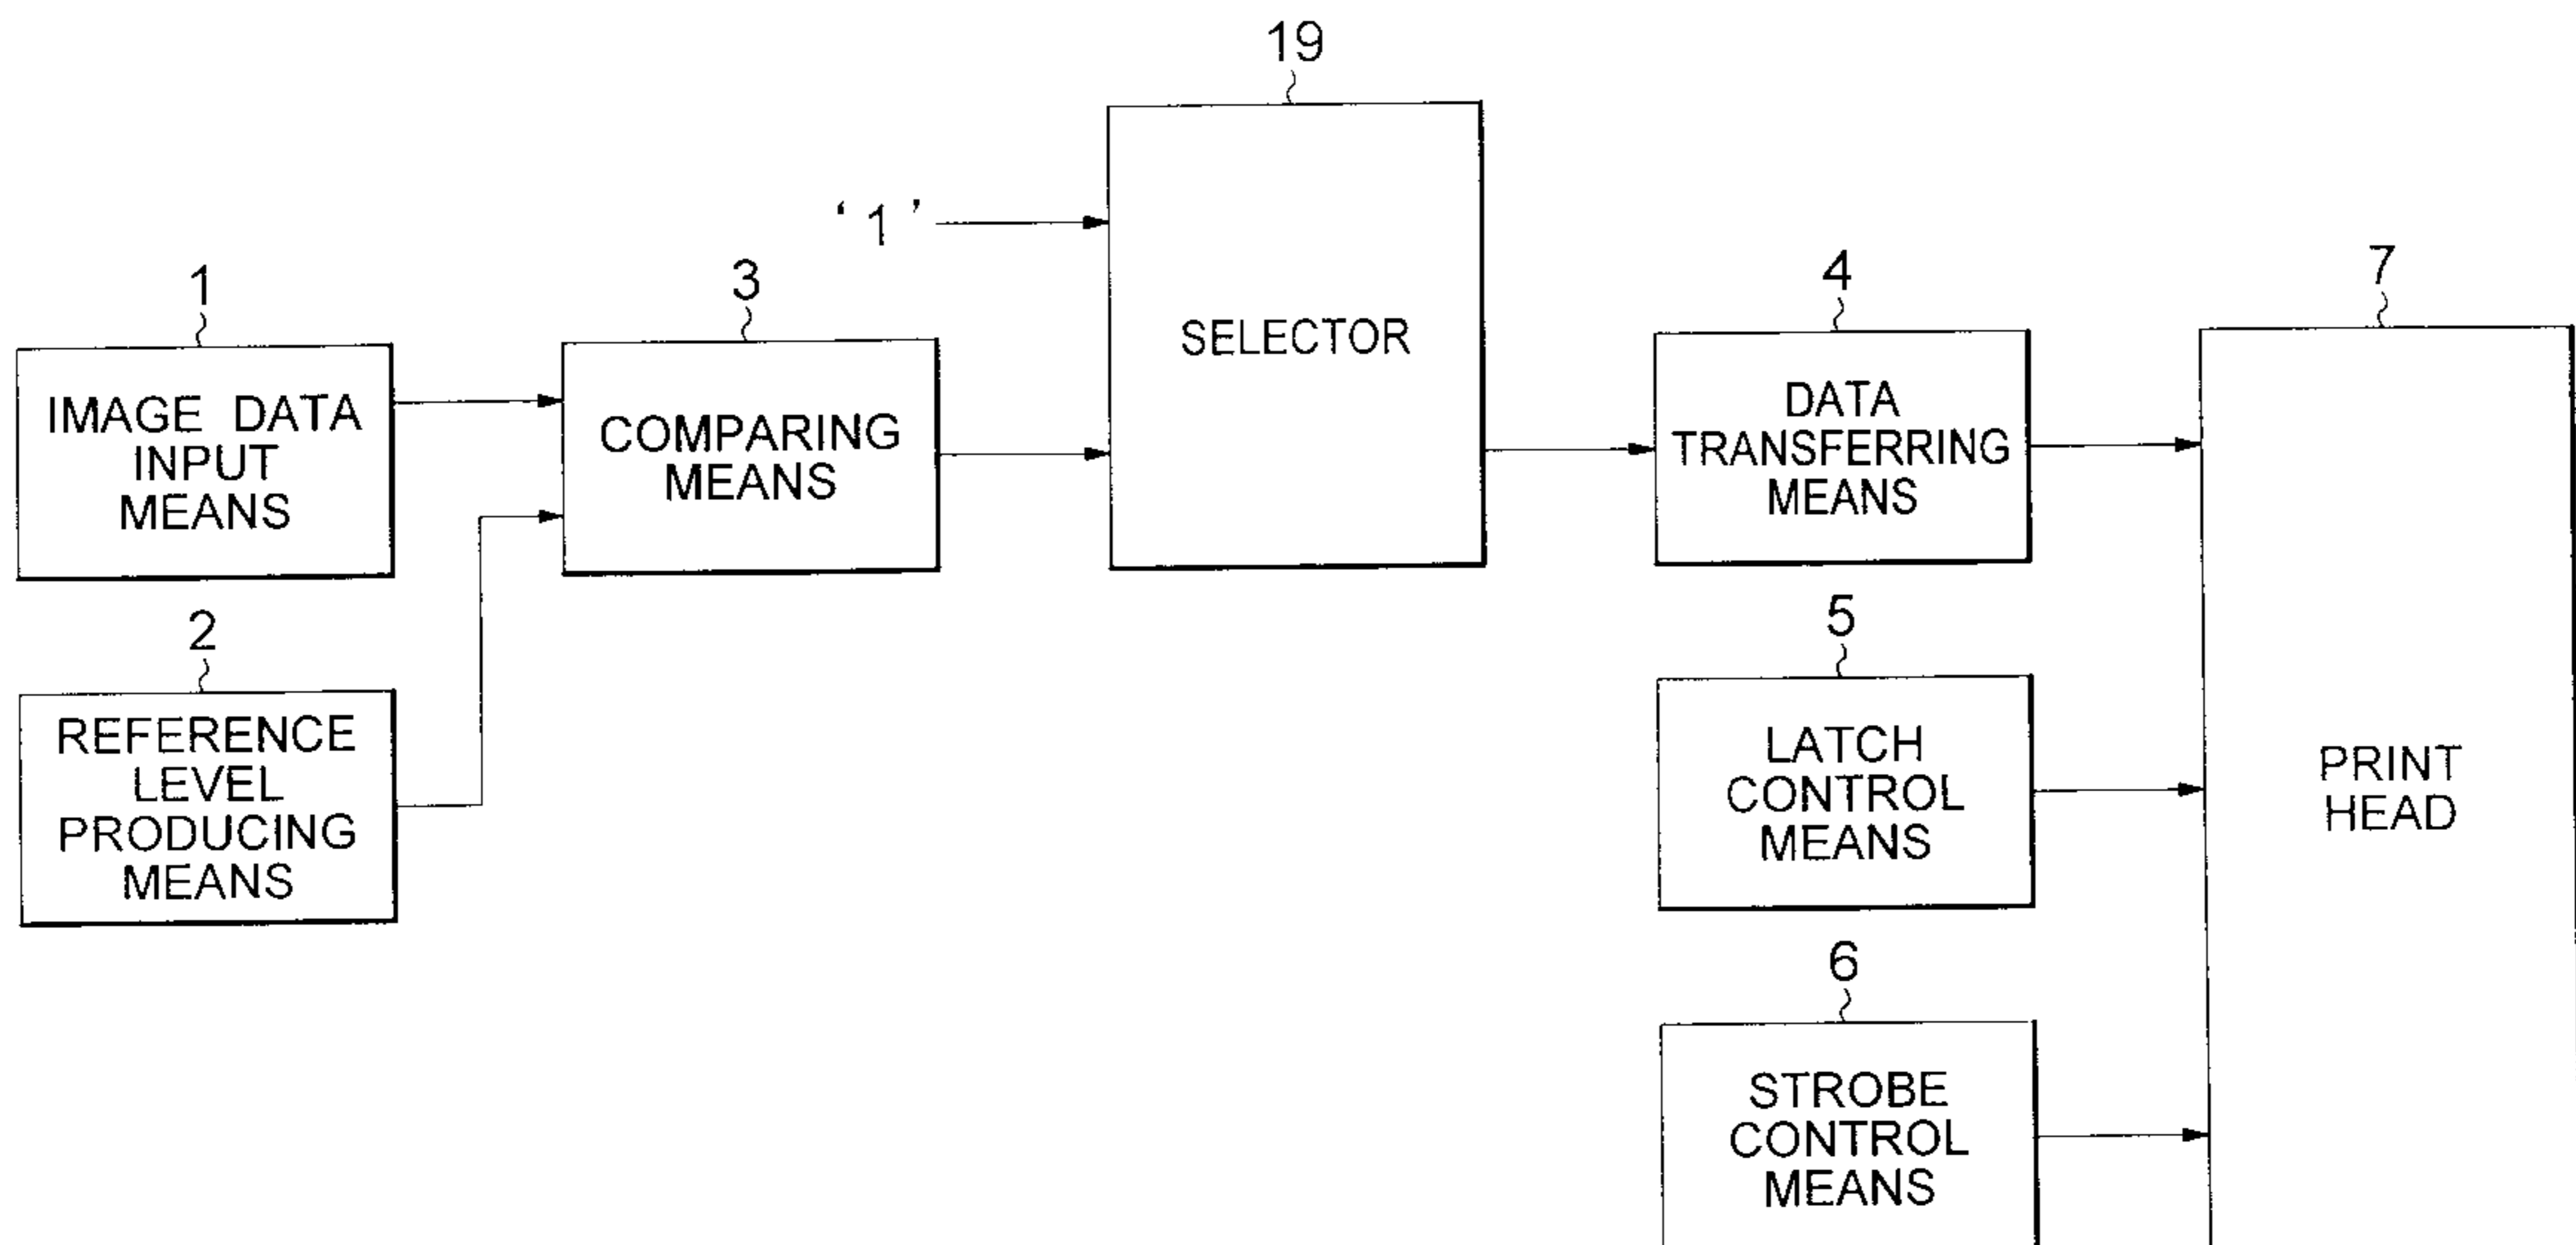 19
‘1’
1
IMAGE DATA
INPUT
MEANS
3
COMPARING
MEANS
SELECTOR
4
DATA
TRANSFERRING
MEANS
7
PRINT
HEAD
2
REFERENCE
LEVEL
PRODUCING
MEANS
5
LATCH
CONTROL
MEANS
6
STROBE
CONTROL
MEANS